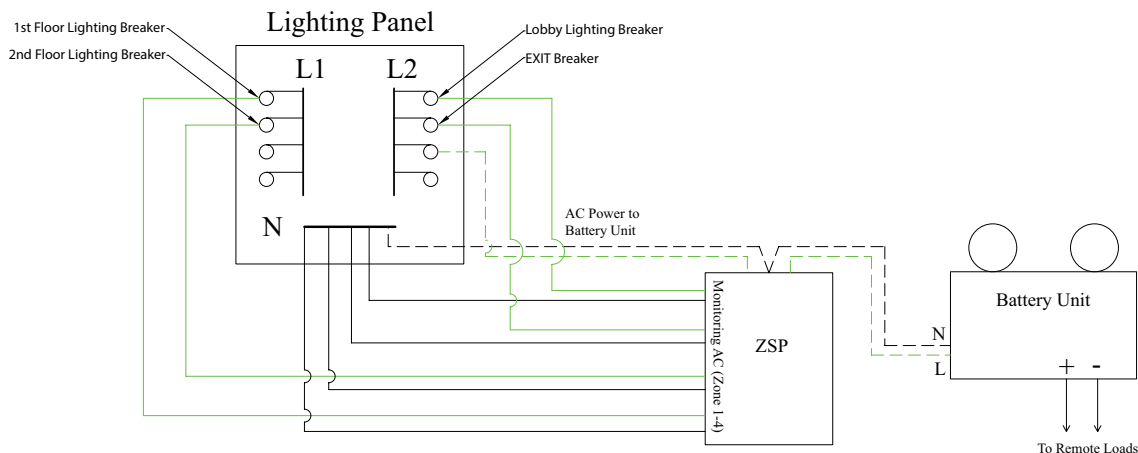 Lighting Panel
1st Floor Lighting Breaker
2nd Floor Lighting Breaker
Lobby Lighting Breaker
EXIT Breaker
L1
L2
N
AC Power to
Battery Unit
Monitoring AC (Zone 1-4)
ZSP
Battery Unit
N
L
+ -
To Remote Loads